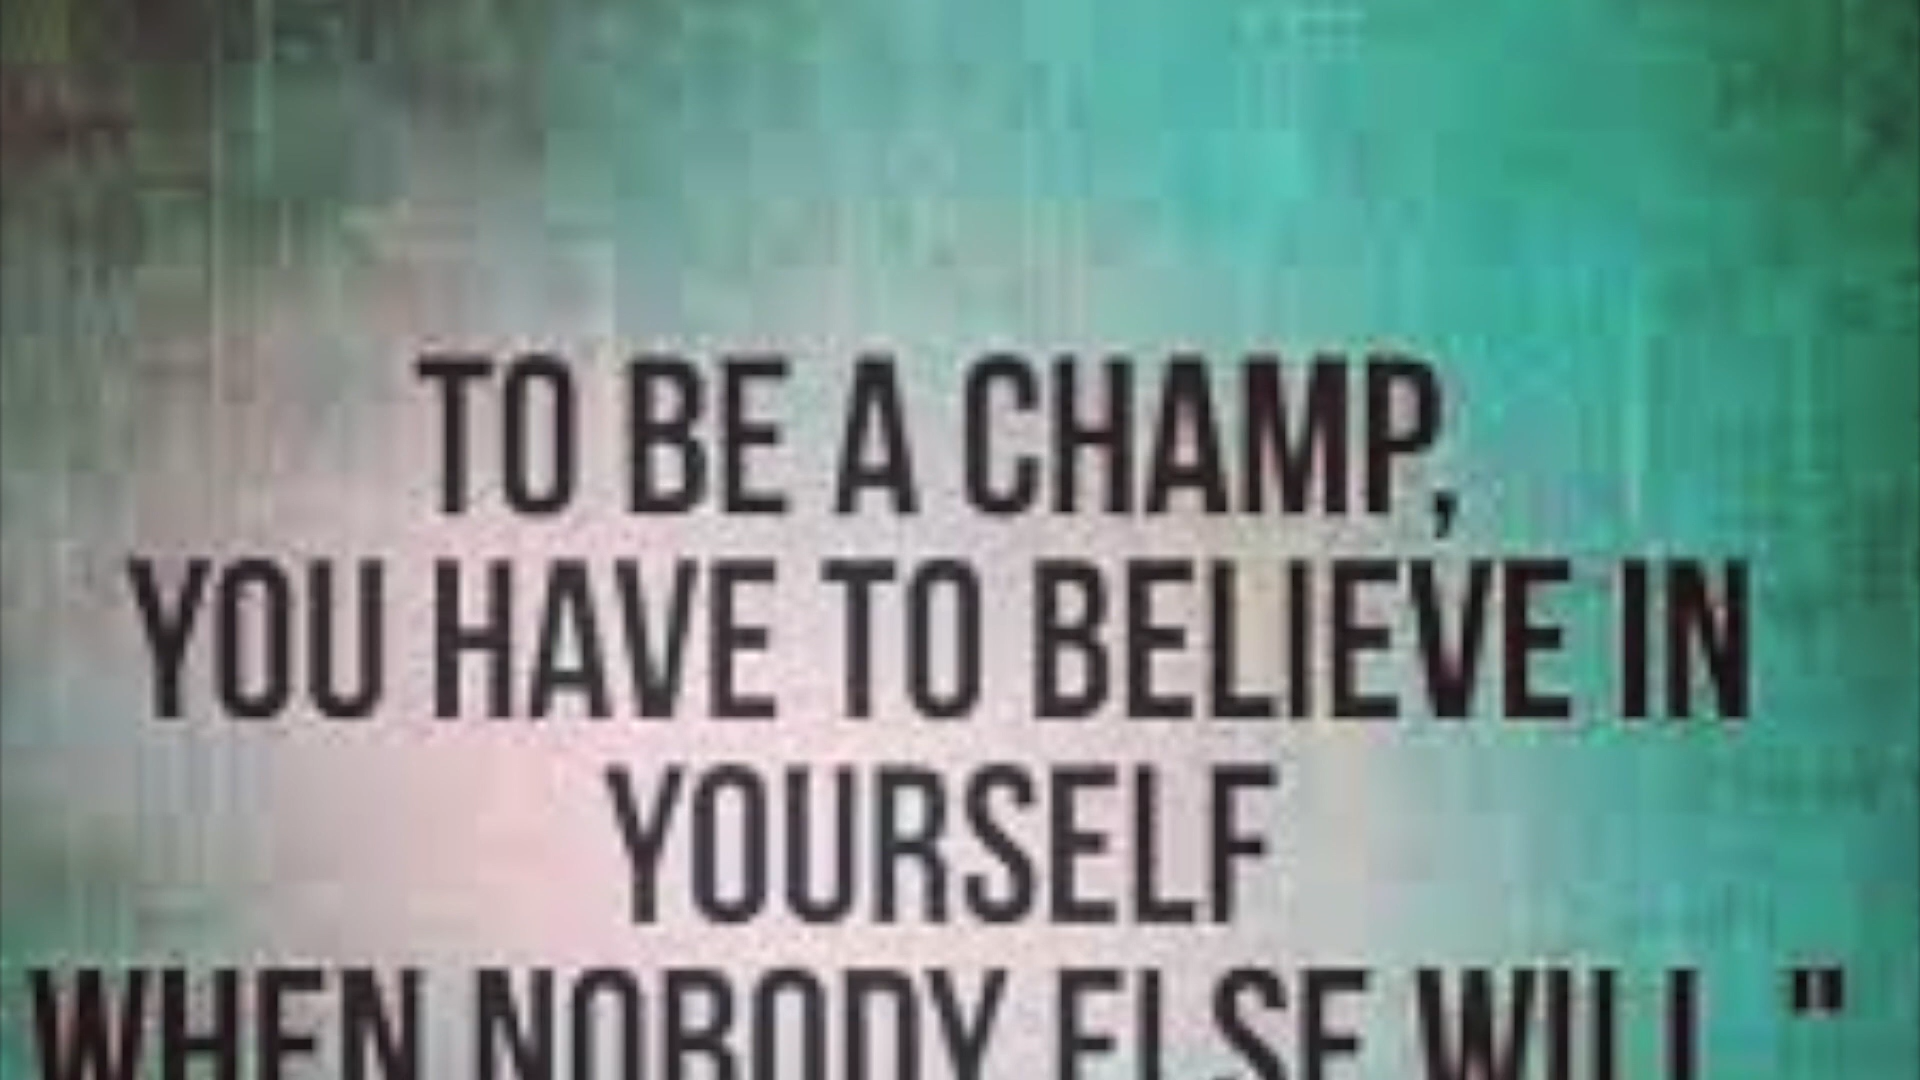 TO BE A CHAMP,
YOU HAVE TO BELIEVE IN
YOURSELF
WHEN NOBODY ELSE WILL."